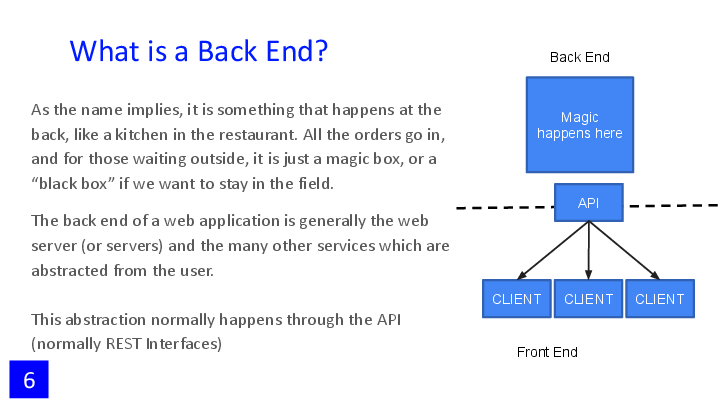 What is a Back End?
As the name implies, it is something that happens at the
back, like a kitchen in the restaurant. All the orders go in,
and for those waiting outside, it is just a magic box, or a
“black box” if we want to stay in the field.
The back end of a web application is generally the web
server (or servers) and the many other services which are
abstracted from the user.
This abstraction normally happens through the API
(normally REST Interfaces)
6
Back End
Magic
happens here
API
CLIENT CLIENT CLIENT
Front End